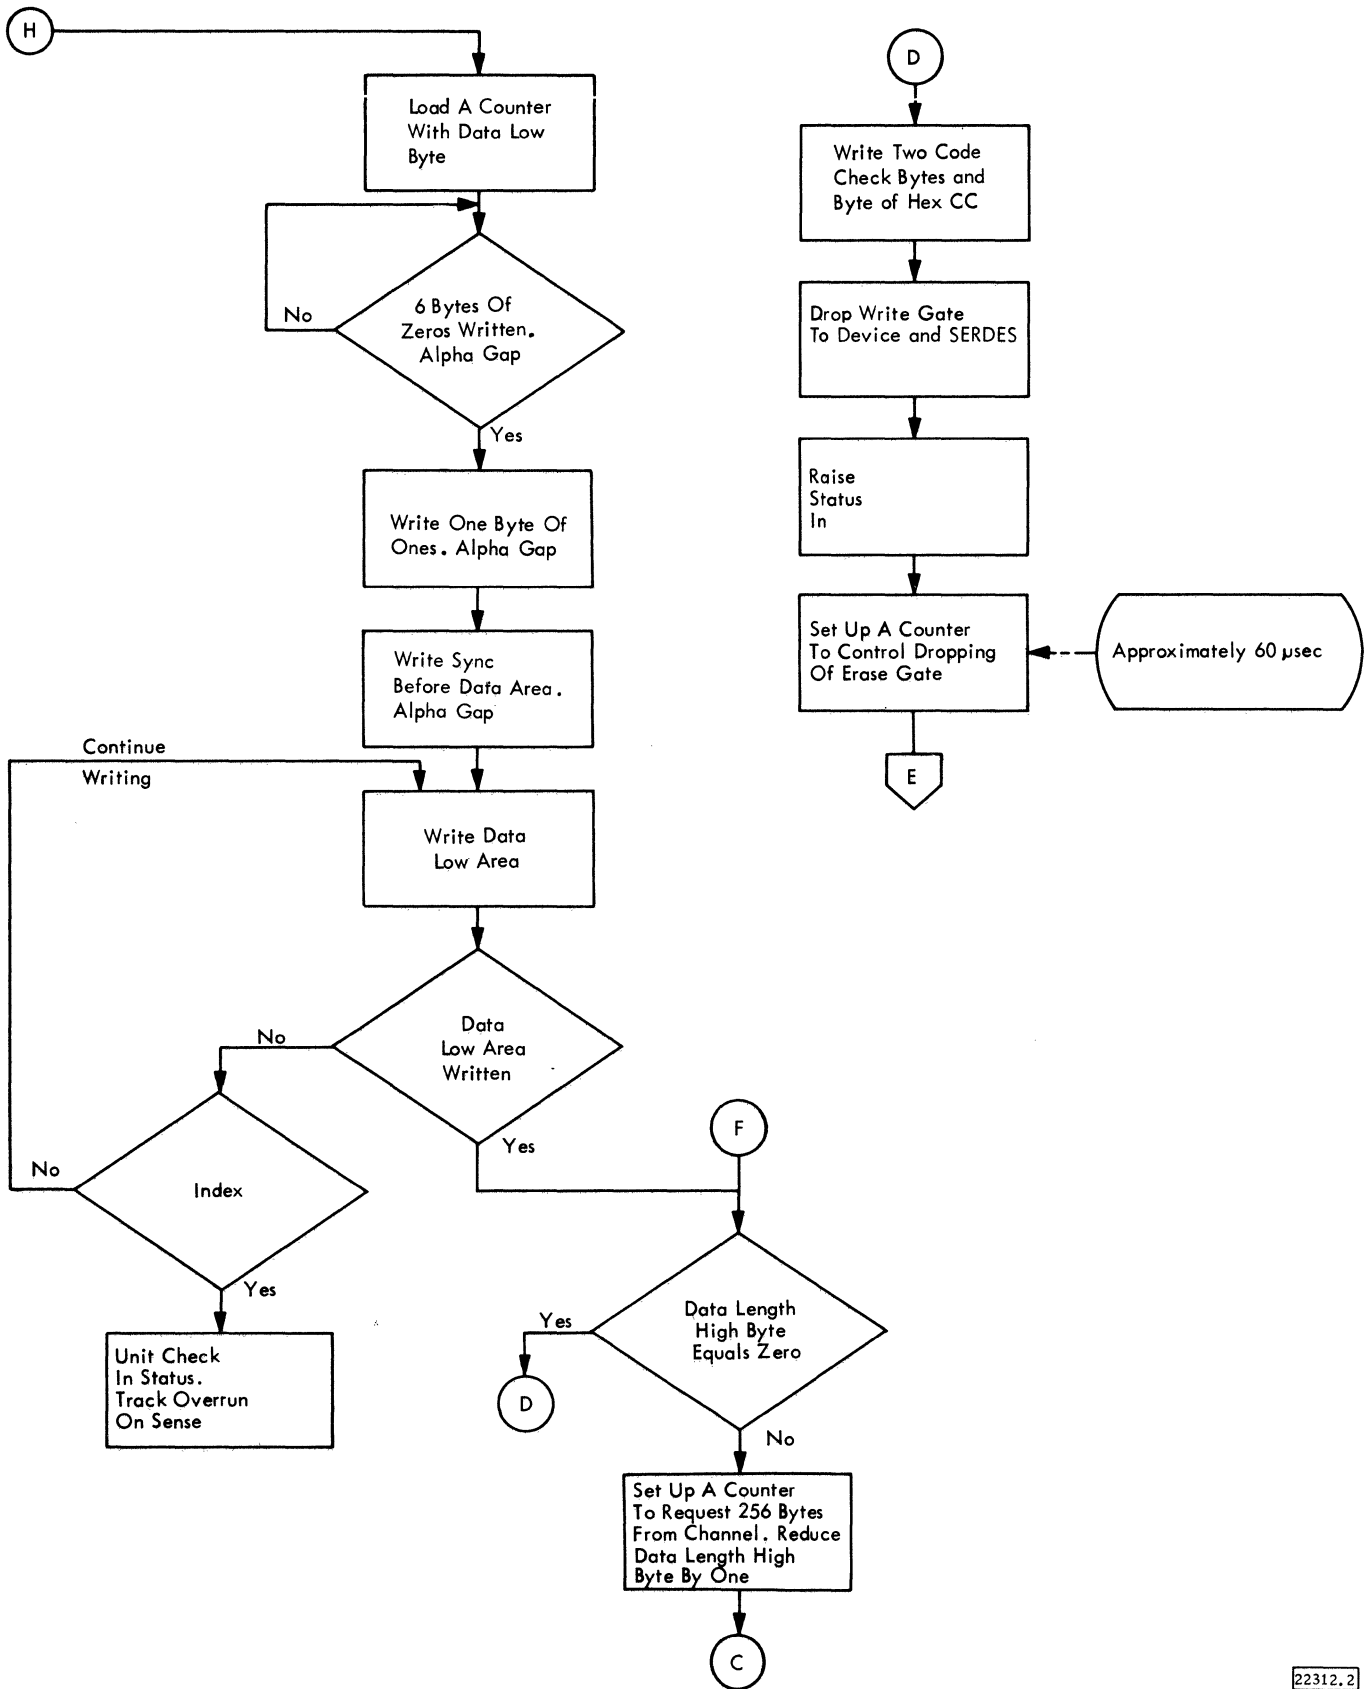 H
Load A Counter
With Data Low
Byte
No
6 Bytes Of
Zeros Written.
Alpha Gap
Yes
Write One Byte Of
Ones. Alpha Gap
Write Sync
Before Data Area.
Alpha Gap
Continue
Writing
Write Data
Low Area
No
Data
Low Area
Written
Yes
No
Index
Yes
Unit Check
In Status.
Track Overrun
On Sense
F
Data Length
High Byte
Equals Zero
Yes
D
No
Set Up A Counter
To Request 256 Bytes
From Channel. Reduce
Data Length High
Byte By One
C
D
Write Two Code
Check Bytes and
Byte of Hex CC
Drop Write Gate
To Device and SERDES
Raise
Status
In
Set Up A Counter
To Control Dropping
Of Erase Gate
Approximately 60 μsec
E
22312.2